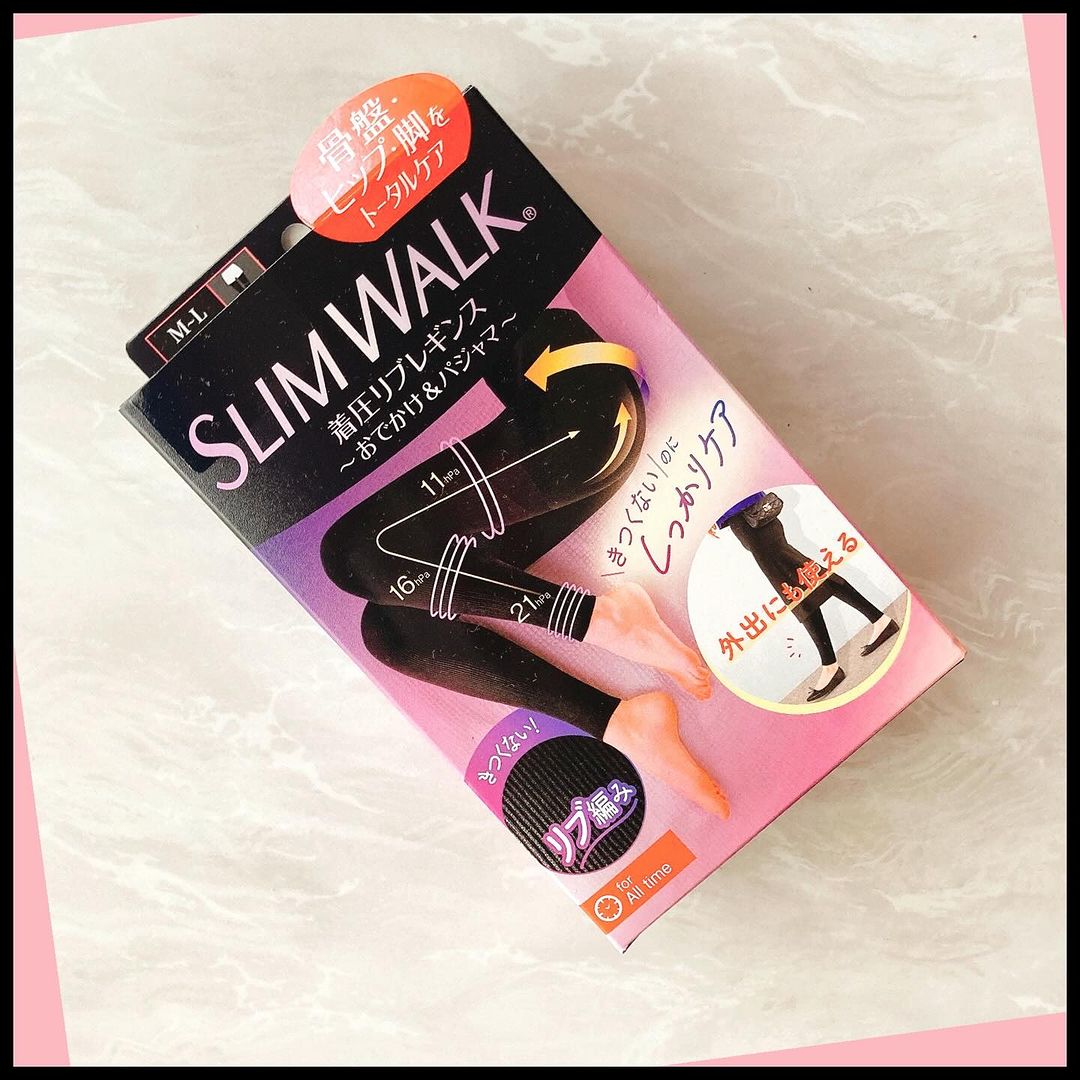 骨盤・
ヒップ・脚を
トータルケア
M-L
SLIM WALK®
着圧リブレギンス
～おでかけ&パジャマ～
11hPa
16hPa
21hPa
\きつくない/のに
しっかりケア
外出にも使える
きつくない!
リブ編み
for
All time